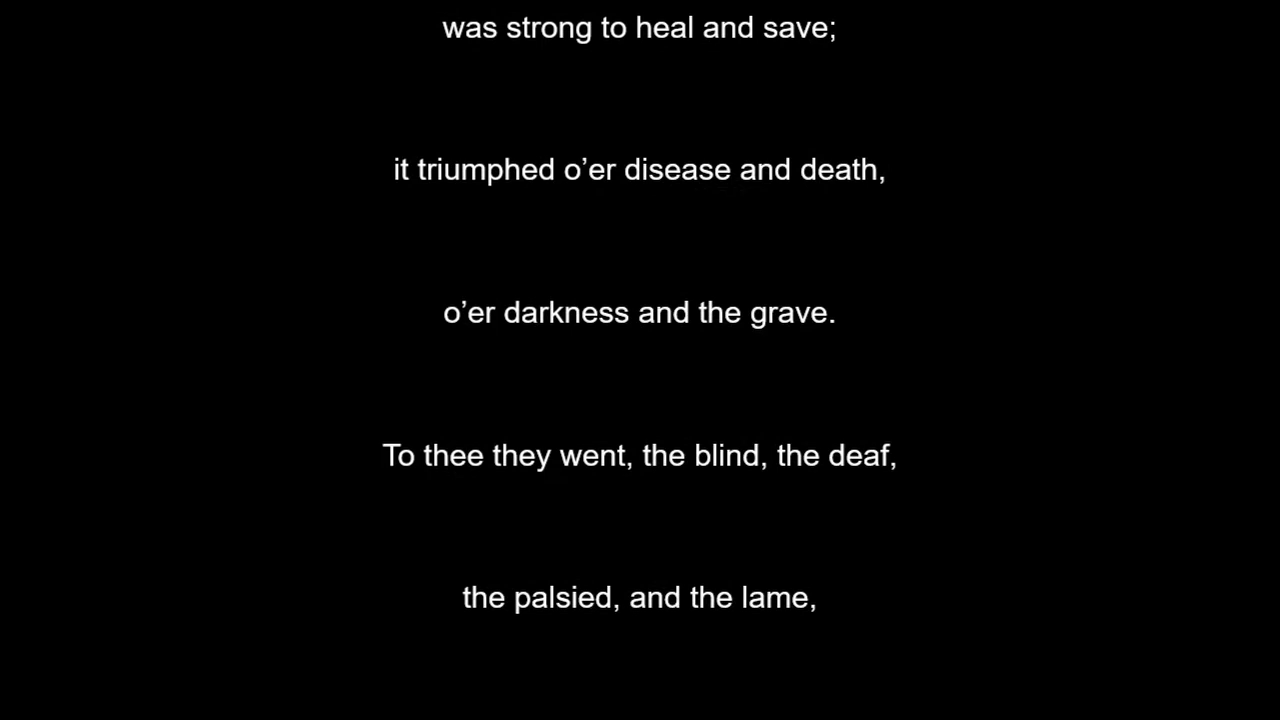 was strong to heal and save;
it triumphed o’er disease and death,
o’er darkness and the grave.
To thee they went, the blind, the deaf,
the palsied, and the lame,